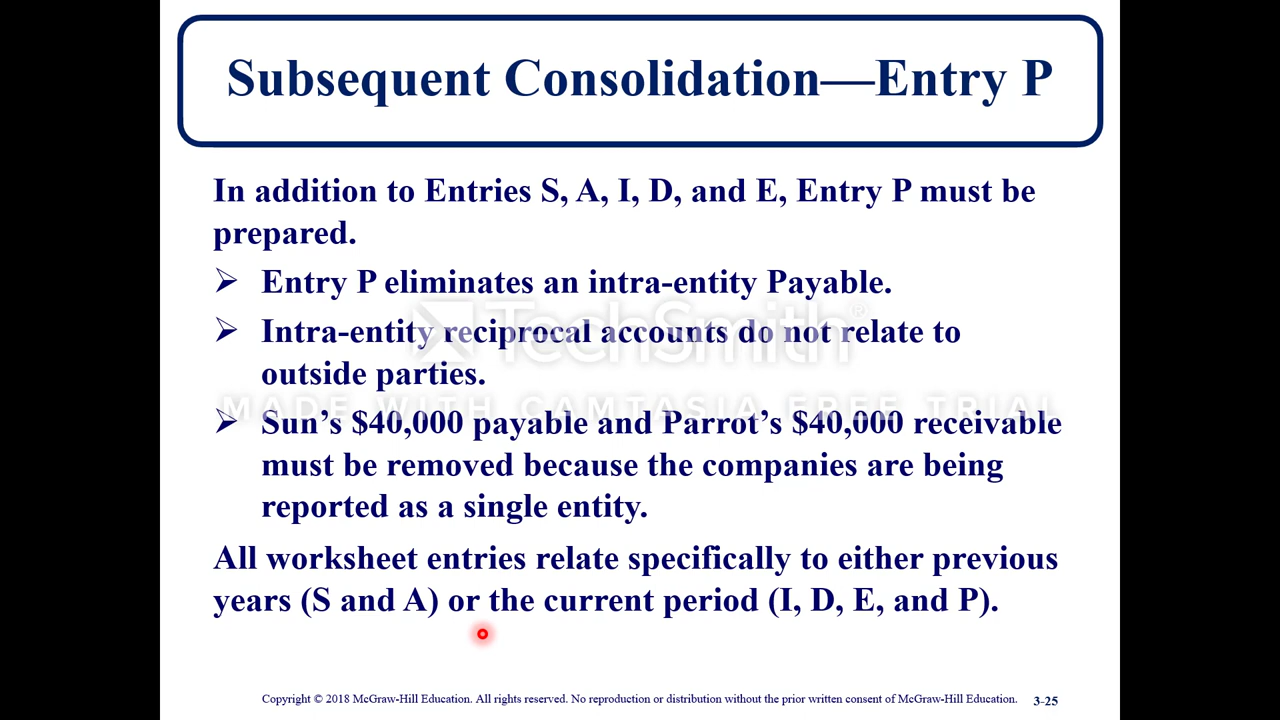 Subsequent Consolidation—Entry P
In addition to Entries S, A, I, D, and E, Entry P must be
prepared.
➢ Entry P eliminates an intra-entity Payable.
➢ Intra-entity reciprocal accounts do not relate to
outside parties.
➢ Sun’s $40,000 payable and Parrot’s $40,000 receivable
must be removed because the companies are being
reported as a single entity.
All worksheet entries relate specifically to either previous
years (S and A) or the current period (I, D, E, and P).
TechSmith®
MADE WITH CAMTASIA FREE TRIAL
Copyright © 2018 McGraw-Hill Education. All rights reserved. No reproduction or distribution without the prior written consent of McGraw-Hill Education. 3-25